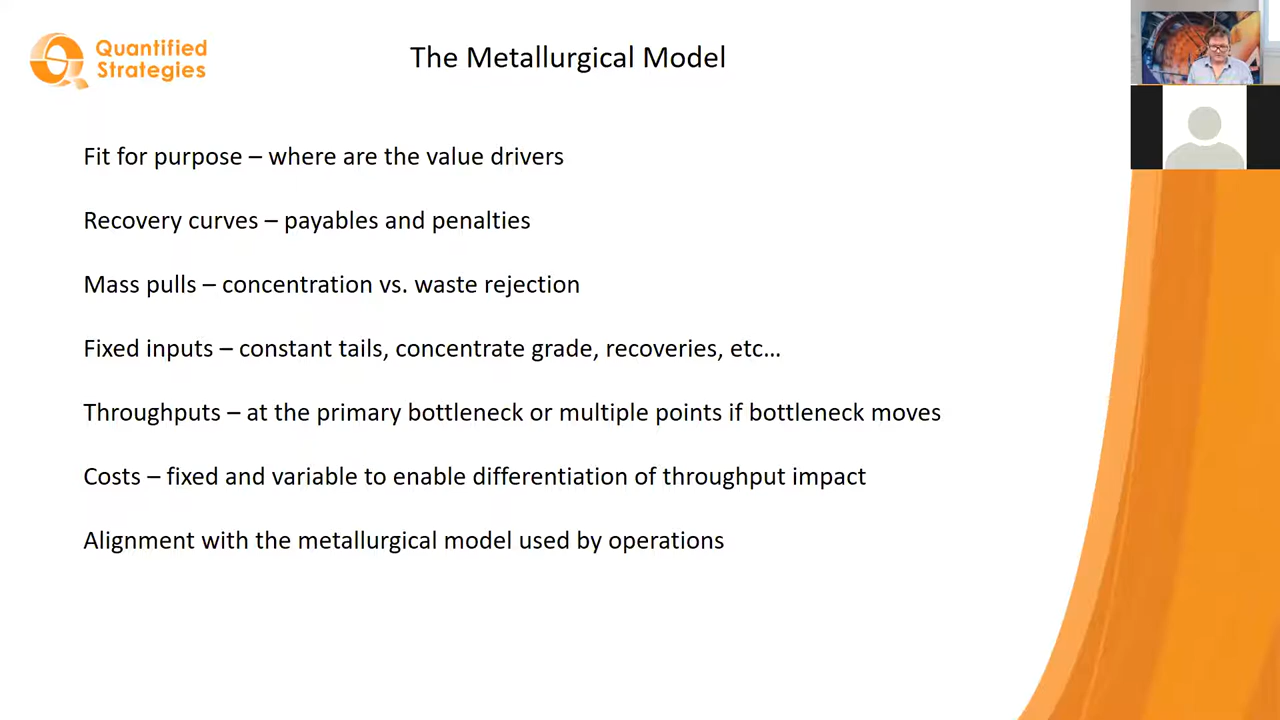 Quantified
Strategies
The Metallurgical Model
Fit for purpose – where are the value drivers
Recovery curves – payables and penalties
Mass pulls – concentration vs. waste rejection
Fixed inputs – constant tails, concentrate grade, recoveries, etc…
Throughputs – at the primary bottleneck or multiple points if bottleneck moves
Costs – fixed and variable to enable differentiation of throughput impact
Alignment with the metallurgical model used by operations